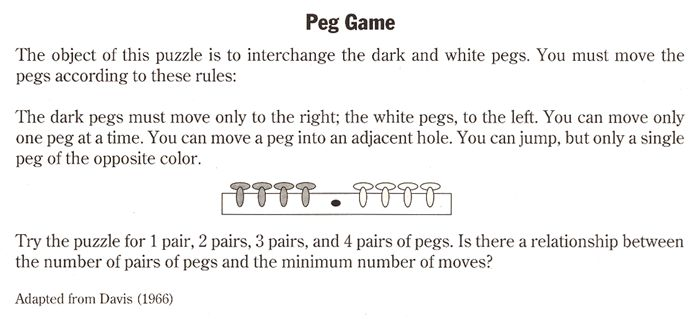 Peg Game
The object of this puzzle is to interchange the dark and white pegs. You must move the
pegs according to these rules:
The dark pegs must move only to the right; the white pegs, to the left. You can move only
one peg at a time. You can move a peg into an adjacent hole. You can jump, but only a single
peg of the opposite color.
Try the puzzle for 1 pair, 2 pairs, 3 pairs, and 4 pairs of pegs. Is there a relationship between
the number of pairs of pegs and the minimum number of moves?
Adapted from Davis (1966)